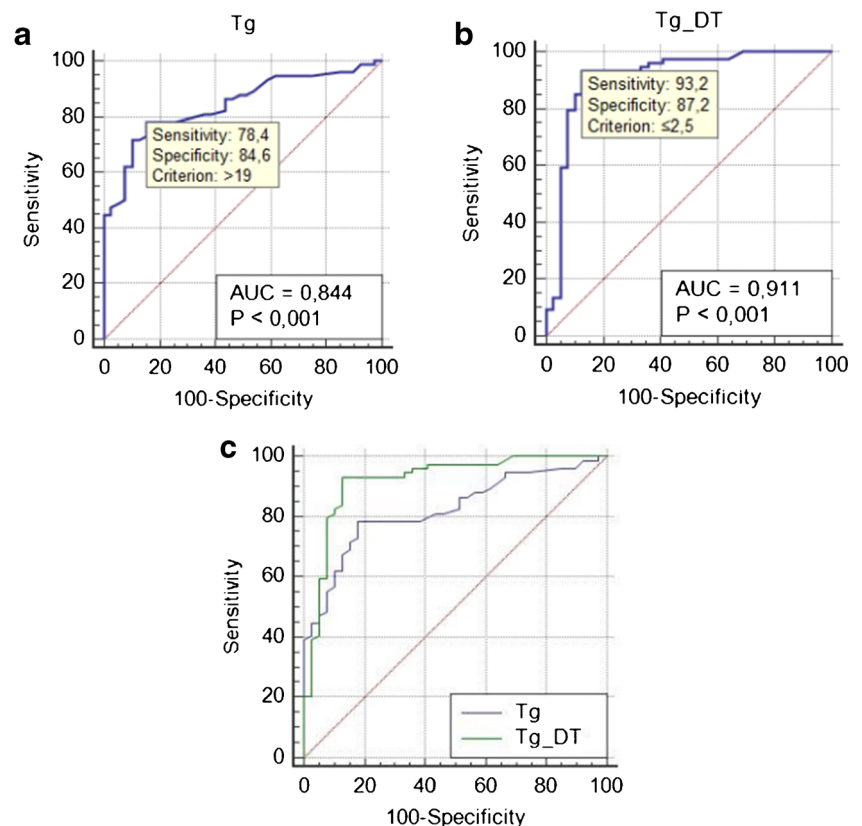 a
Tg
Sensitivity
100
80
60
40
20
0
Sensitivity: 78,4
Specificity: 84,6
Criterion: >19
AUC = 0,844
P < 0,001
0 20 40 60 80 100
100-Specificity
b
Tg_DT
Sensitivity
100
80
60
40
20
0
Sensitivity: 93,2
Specificity: 87,2
Criterion: ≤2,5
AUC = 0,911
P < 0,001
0 20 40 60 80 100
100-Specificity
c
Sensitivity
100
80
60
40
20
0
Tg
Tg_DT
0 20 40 60 80 100
100-Specificity